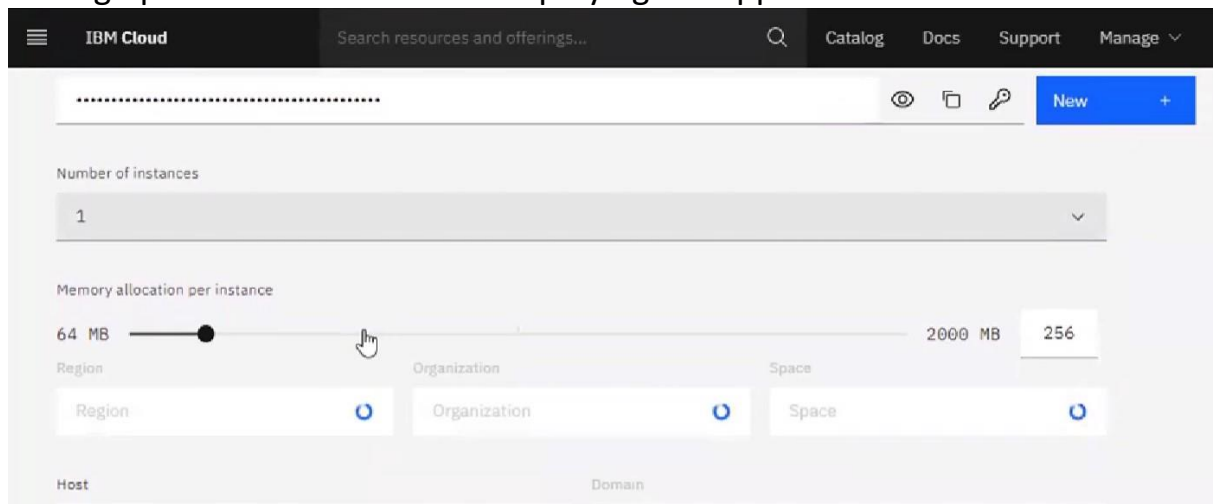 IBM Cloud Search resources and offerings... Catalog Docs Support Manage
•••••••••••••••••••••••••••••••••••••••••••• New +
Number of instances
1
Memory allocation per instance
64 MB 2000 MB 256
Region Organization Space
Region Organization Space
Host Domain